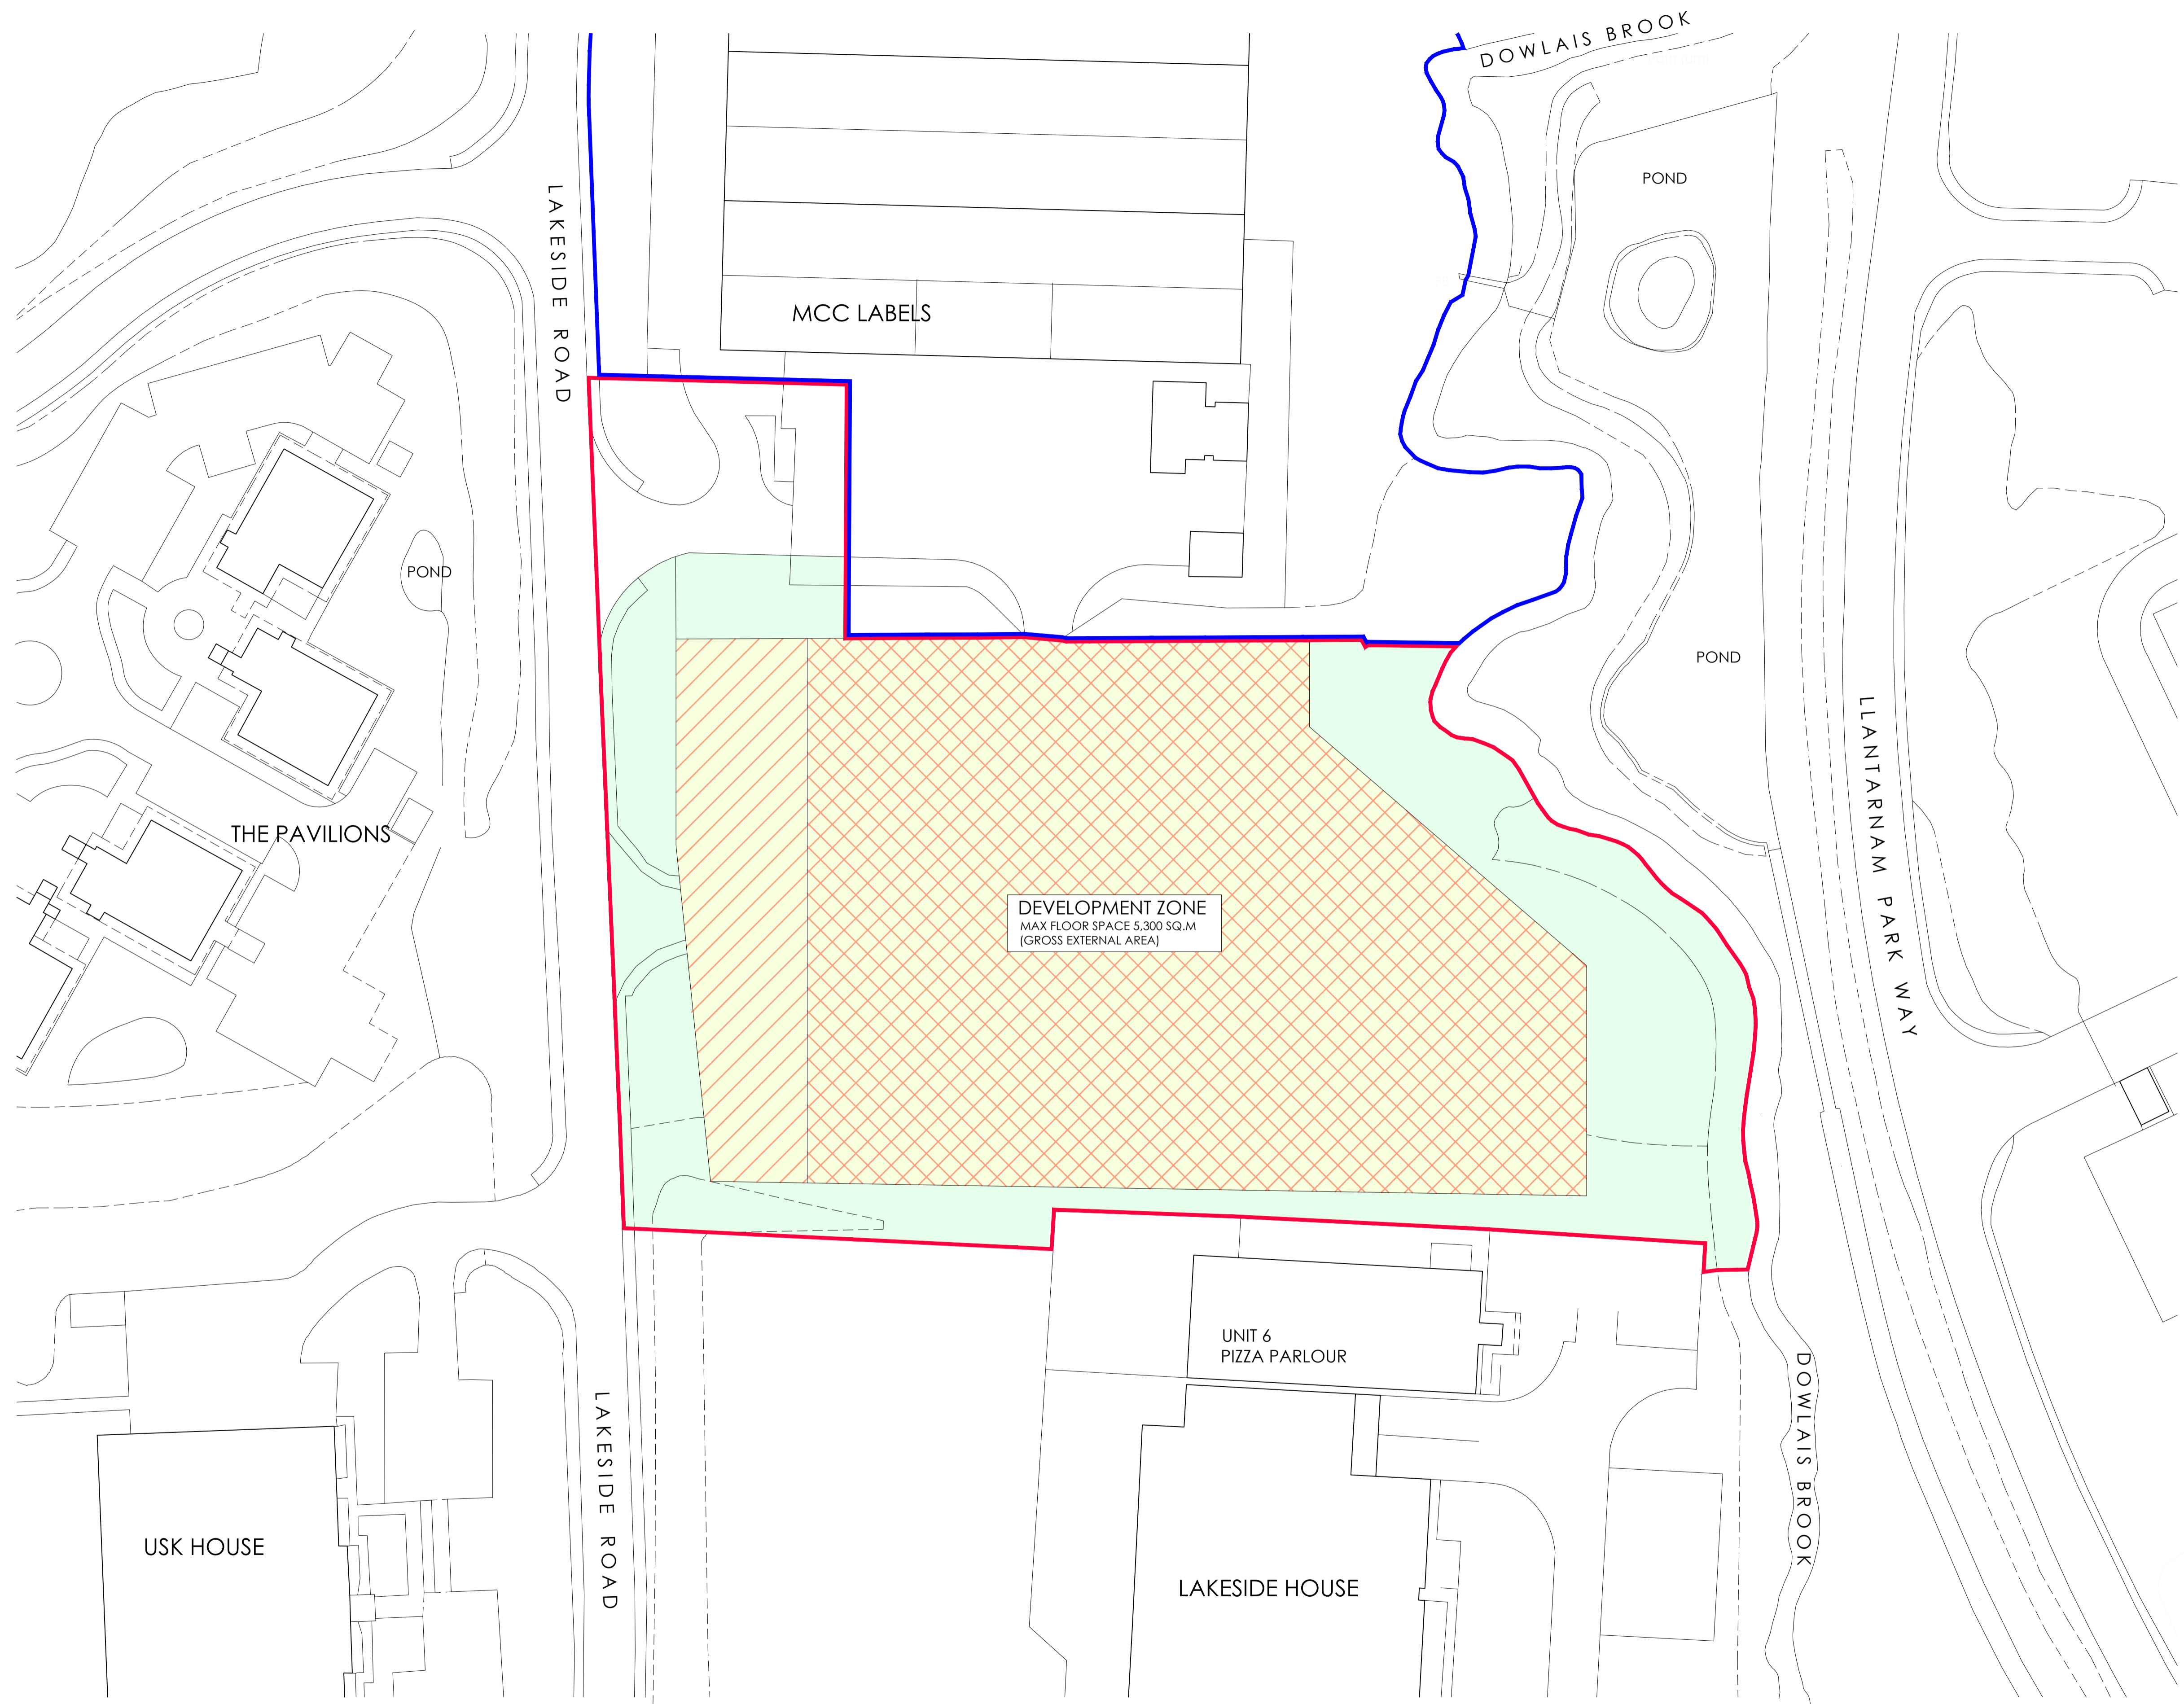 DOWLAIS BROOK
POND
LAKESIDE ROAD
MCC LABELS
POND
POND
LLANTARNAM PARK WAY
THE PAVILIONS
DEVELOPMENT ZONE
MAX FLOOR SPACE 5,300 SQ.M
(GROSS EXTERNAL AREA)
UNIT 6
PIZZA PARLOUR
DOWLAIS BROOK
LAKESIDE ROAD
USK HOUSE
LAKESIDE HOUSE